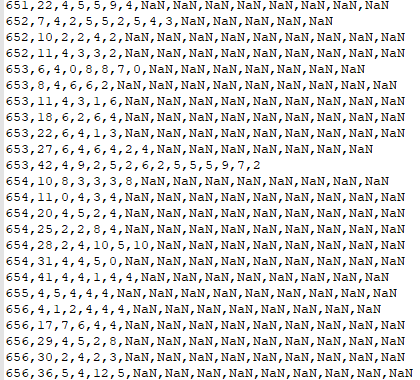 651,22,4,5,5,9,4,NaN,NaN,NaN,NaN,NaN,NaN,NaN,NaN
652,7,4,2,5,5,2,5,4,3,NaN,NaN,NaN,NaN,NaN
652,10,2,2,4,2,NaN,NaN,NaN,NaN,NaN,NaN,NaN,NaN,NaN
652,11,4,3,3,2,NaN,NaN,NaN,NaN,NaN,NaN,NaN,NaN,NaN
653,6,4,0,8,8,7,0,NaN,NaN,NaN,NaN,NaN,NaN,NaN
653,8,4,6,6,2,NaN,NaN,NaN,NaN,NaN,NaN,NaN,NaN,NaN
653,11,4,3,1,6,NaN,NaN,NaN,NaN,NaN,NaN,NaN,NaN,NaN
653,18,6,2,6,4,NaN,NaN,NaN,NaN,NaN,NaN,NaN,NaN,NaN
653,22,6,4,1,3,NaN,NaN,NaN,NaN,NaN,NaN,NaN,NaN,NaN
653,27,6,4,6,4,2,4,NaN,NaN,NaN,NaN,NaN,NaN,NaN
653,42,4,9,2,5,2,6,2,5,5,5,9,7,2
654,10,8,3,3,3,8,NaN,NaN,NaN,NaN,NaN,NaN,NaN,NaN
654,11,0,4,3,4,NaN,NaN,NaN,NaN,NaN,NaN,NaN,NaN,NaN
654,20,4,5,2,4,NaN,NaN,NaN,NaN,NaN,NaN,NaN,NaN,NaN
654,25,2,2,8,4,NaN,NaN,NaN,NaN,NaN,NaN,NaN,NaN,NaN
654,28,2,4,10,5,10,NaN,NaN,NaN,NaN,NaN,NaN,NaN,NaN
654,31,4,4,5,0,NaN,NaN,NaN,NaN,NaN,NaN,NaN,NaN,NaN
654,41,4,4,1,4,4,NaN,NaN,NaN,NaN,NaN,NaN,NaN,NaN
655,4,5,4,4,4,NaN,NaN,NaN,NaN,NaN,NaN,NaN,NaN,NaN
656,4,1,2,4,4,4,NaN,NaN,NaN,NaN,NaN,NaN,NaN,NaN
656,17,7,6,4,4,NaN,NaN,NaN,NaN,NaN,NaN,NaN,NaN,NaN
656,29,4,5,2,8,NaN,NaN,NaN,NaN,NaN,NaN,NaN,NaN,NaN
656,30,2,4,2,3,NaN,NaN,NaN,NaN,NaN,NaN,NaN,NaN,NaN
656,36,5,4,12,5,NaN,NaN,NaN,NaN,NaN,NaN,NaN,NaN,NaN